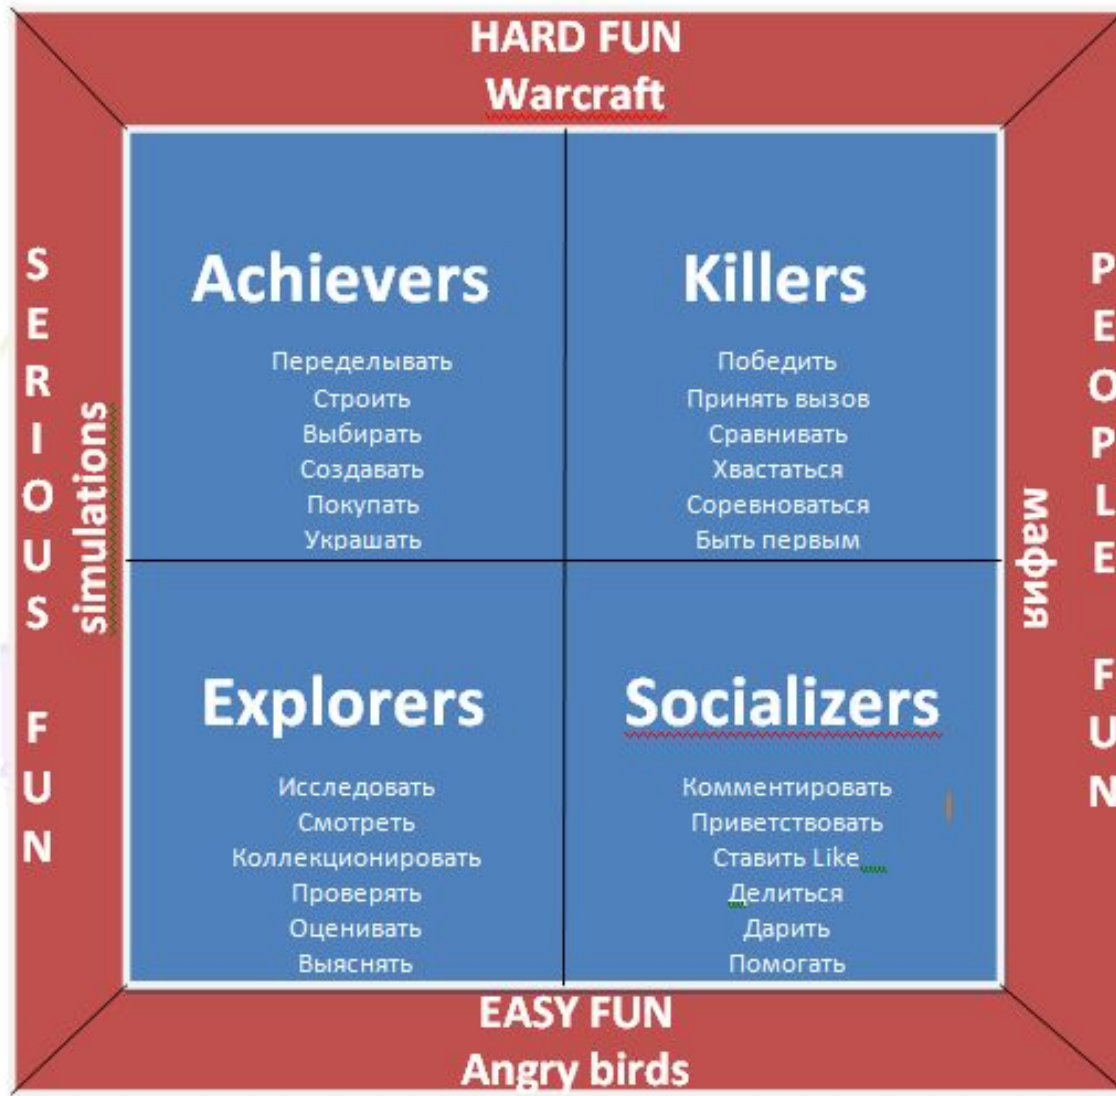 HARD FUN
Warcraft
SERIOUS FUN
simulations
Achievers
Переделывать
Строить
Выбирать
Создавать
Покупать
Украшать
Killers
Победить
Принять вызов
Сравнивать
Хвастаться
Соревноваться
Быть первым
Explorers
Исследовать
Смотреть
Коллекционировать
Проверять
Оценивать
Выяснять
Socializers
Комментировать
Приветствовать
Ставить Like
Делиться
Дарить
Помогать
мафия
PEOPLE FUN
EASY FUN
Angry birds